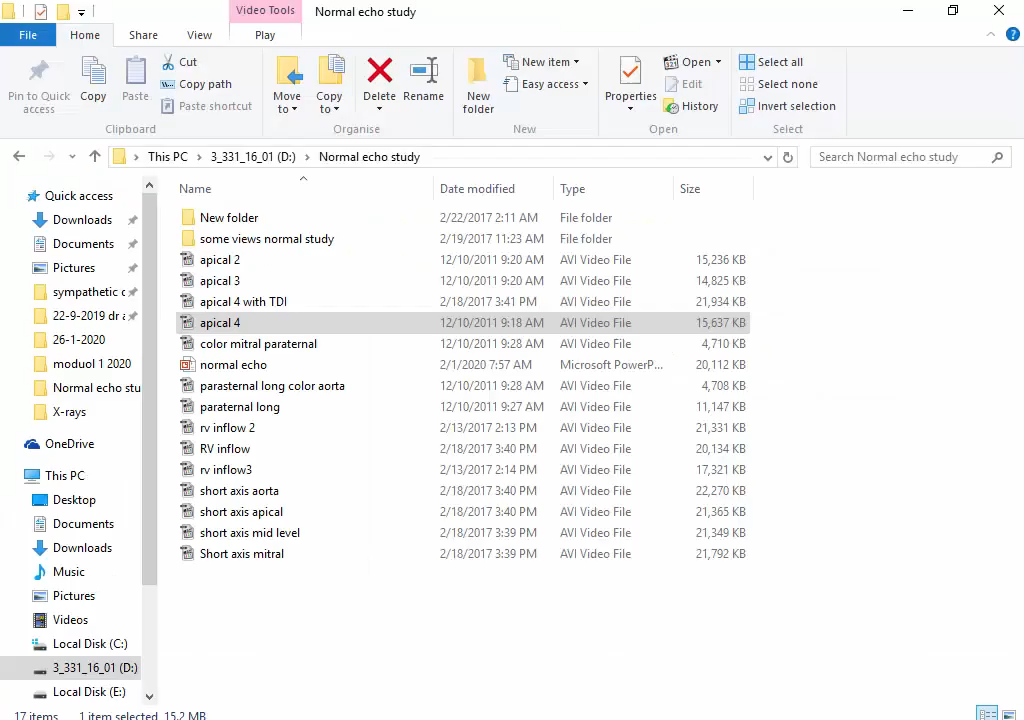 Video Tools Normal echo study
File Home Share View Play
Pin to Quick access
Copy
Paste
Cut
Copy path
Paste shortcut
Clipboard
Move to
Copy to
Delete
Rename
Organise
New folder
New item
Easy access
New
Properties
Open
Edit
History
Open
Select all
Select none
Invert selection
Select
This PC 3_331_16_01 (D:) Normal echo study
Search Normal echo study
Quick access
Downloads
Documents
Pictures
sympathetic c
22-9-2019 dr a
26-1-2020
moduol 1 2020
Normal echo stu
X-rays
OneDrive
This PC
Desktop
Documents
Downloads
Music
Pictures
Videos
Local Disk (C:)
3_331_16_01 (D:)
Local Disk (E:)
Name Date modified Type Size
New folder 2/22/2017 2:11 AM File folder
some views normal study 2/19/2017 11:23 AM File folder
apical 2 12/10/2011 9:20 AM AVI Video File 15,236 KB
apical 3 12/10/2011 9:20 AM AVI Video File 14,825 KB
apical 4 with TDI 2/18/2017 3:41 PM AVI Video File 21,934 KB
apical 4 12/10/2011 9:18 AM AVI Video File 15,637 KB
color mitral paraternal 12/10/2011 9:28 AM AVI Video File 4,710 KB
normal echo 2/1/2020 7:57 AM Microsoft PowerP... 20,112 KB
parasternal long color aorta 12/10/2011 9:28 AM AVI Video File 4,708 KB
paraternal long 12/10/2011 9:27 AM AVI Video File 11,147 KB
rv inflow 2 2/13/2017 2:13 PM AVI Video File 21,331 KB
RV inflow 2/18/2017 3:40 PM AVI Video File 20,134 KB
rv inflow3 2/13/2017 2:14 PM AVI Video File 17,321 KB
short axis aorta 2/18/2017 3:40 PM AVI Video File 22,270 KB
short axis apical 2/18/2017 3:40 PM AVI Video File 21,365 KB
short axis mid level 2/18/2017 3:39 PM AVI Video File 21,349 KB
Short axis mitral 2/18/2017 3:39 PM AVI Video File 21,792 KB
17 items 1 item selected 15.2 MB